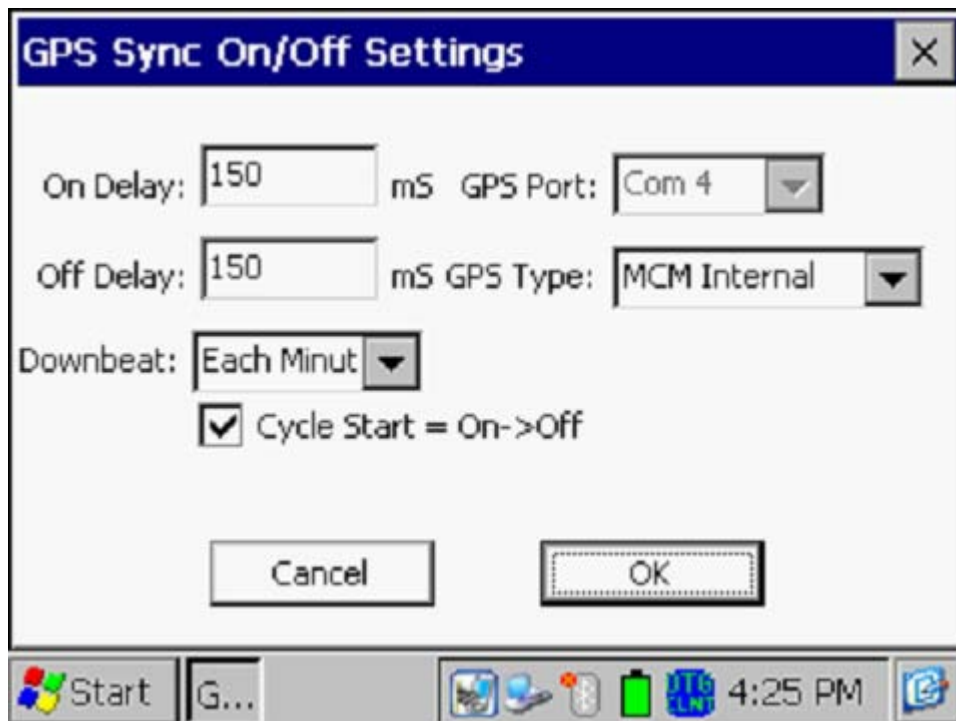 GPS Sync On/Off Settings
On Delay: 150 mS GPS Port: Com 4
Off Delay: 150 mS GPS Type: MCM Internal
Downbeat: Each Minut
Cycle Start = On->Off
Cancel OK
Start G... 4:25 PM